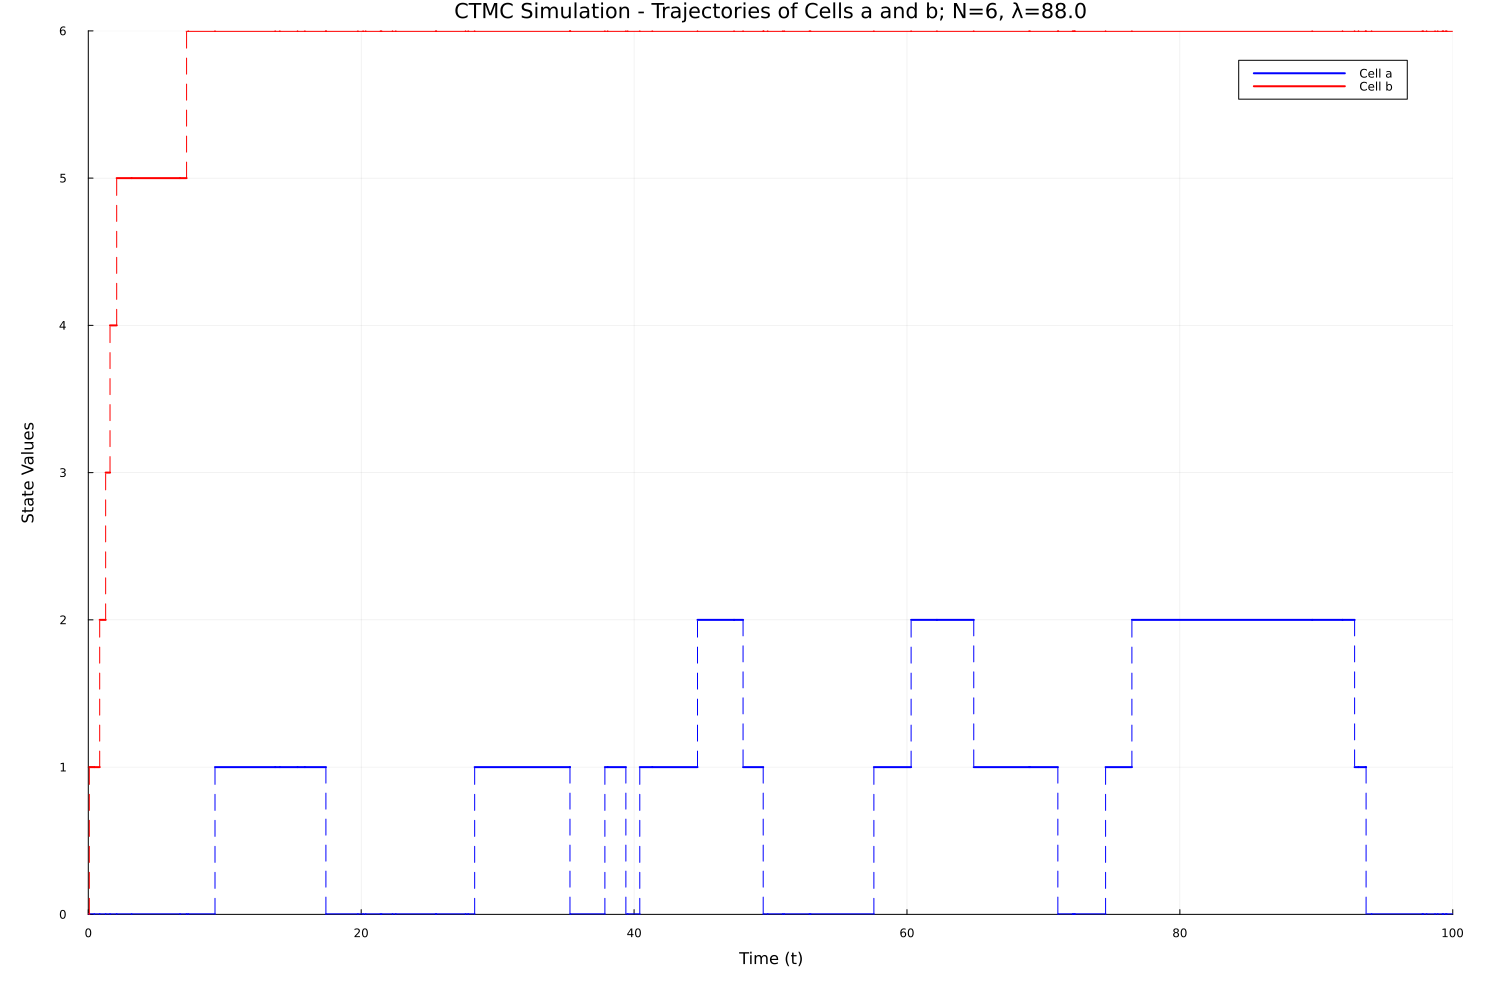 CTMC Simulation - Trajectories of Cells a and b; N=6, λ=88.0
6
Cell a
Cell b
5
4
3
2
1
0
State Values
0 20 40 60 80 100
Time (t)